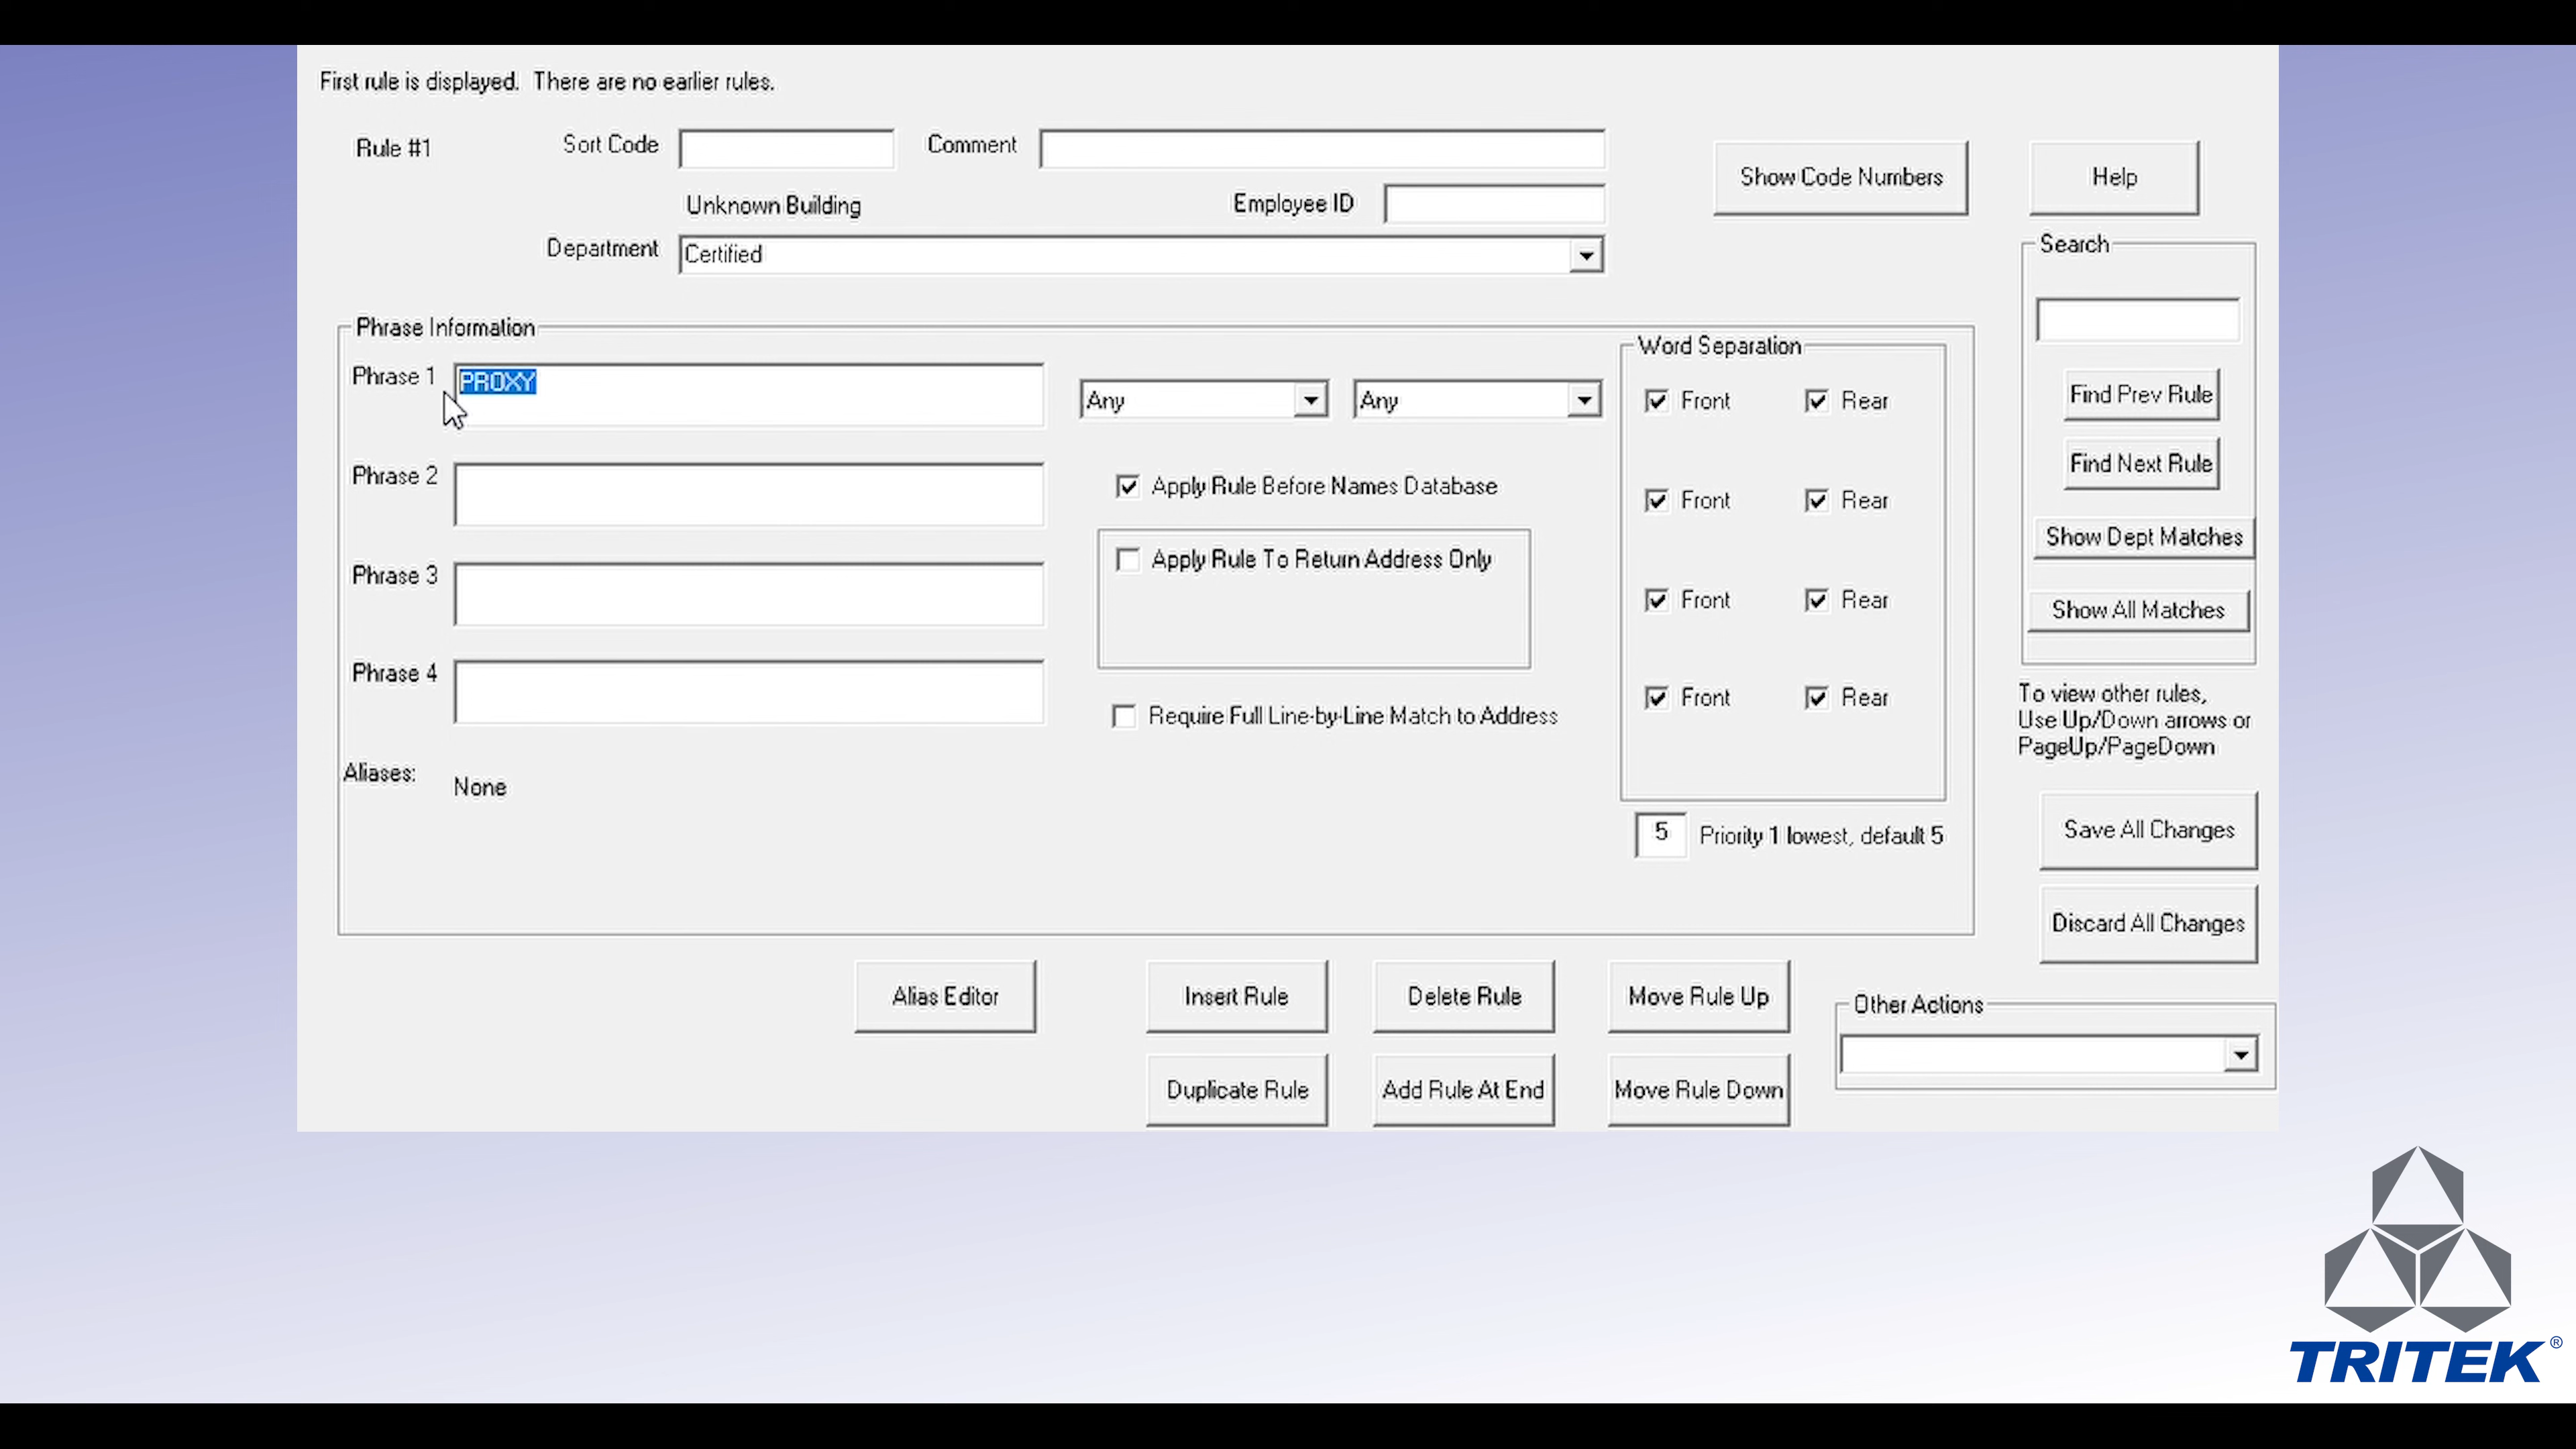 First rule is displayed. There are no earlier rules.
Rule #1
Sort Code
Comment
Show Code Numbers
Help
Unknown Building
Employee ID
Department
Certified
Search
Phrase Information
Word Separation
Phrase 1
PROXY
Any
Any
Front
Rear
Find Prev Rule
Find Next Rule
Phrase 2
Apply Rule Before Names Database
Front
Rear
Show Dept Matches
Phrase 3
Apply Rule To Return Address Only
Front
Rear
Show All Matches
Phrase 4
Require Full Line-by-Line Match to Address
Front
Rear
To view other rules,
Use Up/Down arrows or
PageUp/PageDown
Aliases:
None
5
Priority 1 lowest, default 5
Save All Changes
Discard All Changes
Alias Editor
Insert Rule
Delete Rule
Move Rule Up
Other Actions
Duplicate Rule
Add Rule At End
Move Rule Down
TRITEK®